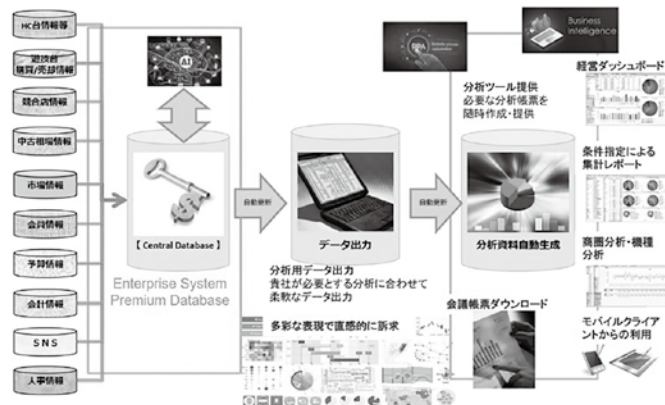 HC台情報等
遊技台
購買/売却情報
競合店情報
中古相場情報
市場情報
会員情報
予算情報
会計情報
SNS
人事情報
AI
【 Central Database 】
Enterprise System
Premium Database
自動更新
データ出力
分析用データ出力
貴社が必要とする分析に合わせて
柔軟なデータ出力
多彩な表現で直感的に訴求
自動更新
RPA
Business
Intelligence
分析ツール提供
必要な分析帳票を
随時作成・提供
分析資料自動生成
会議帳票ダウンロード
経営ダッシュボード
条件指定による
集計レポート
商圏分析・機種
分析
モバイルクライ
アントからの利用